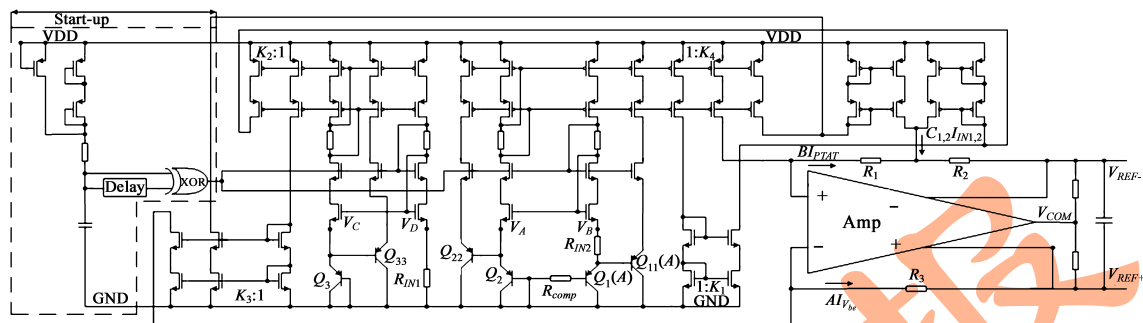 Start-up
VDD
K2:1
1:K4
VDD
C1,2IIN1,2
BIPTAT
R1
R2
VREF-
Delay
XOR
VC
VD
VA
VB
Amp
VCOM
RIN2
Q33
Q22
Q11(A)
Q3
RIN1
Q2
Rcomp
Q1(A)
R3
VREF+
GND
K3:1
1:K1
GND
AIVbe